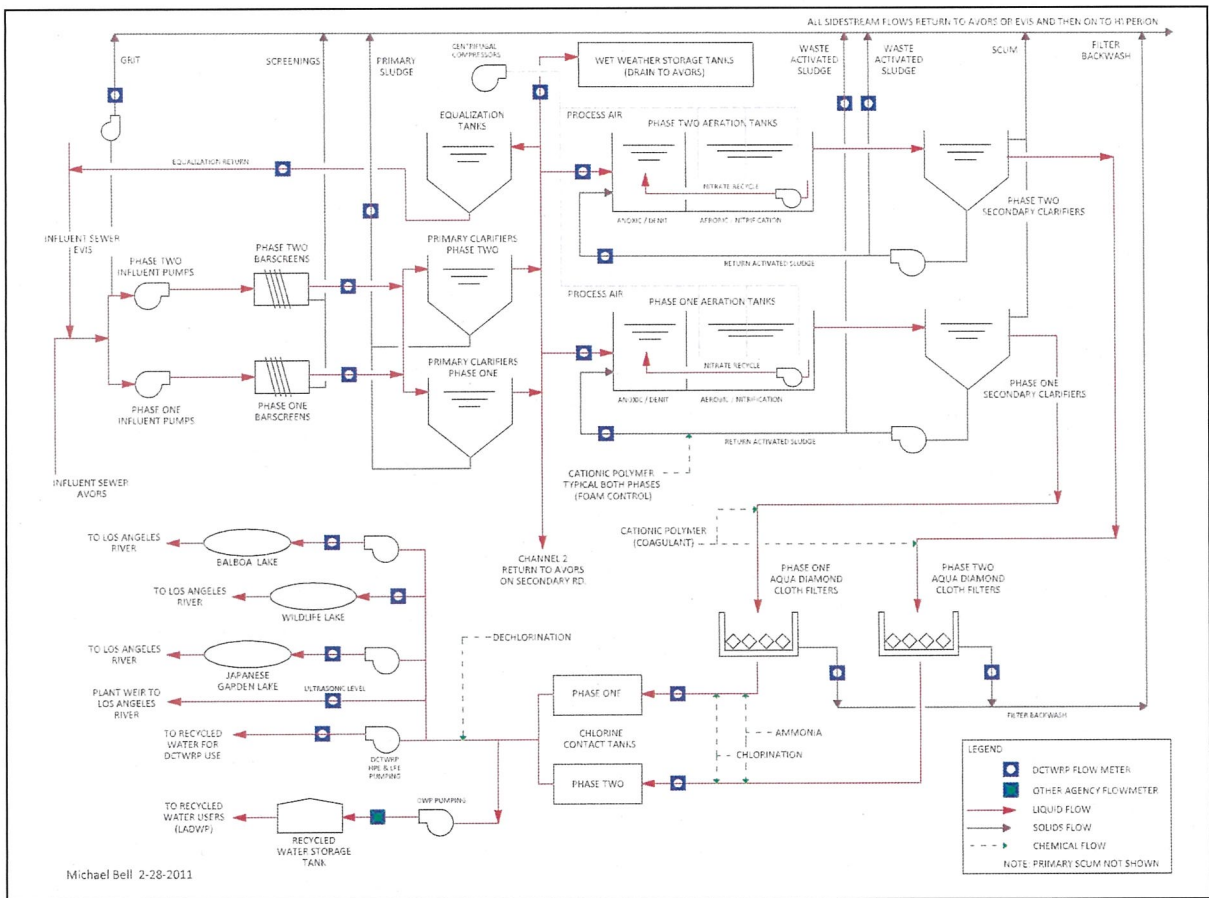 ALL SIDESTREAM FLOWS RETURN TO AVORS OR EVIS AND THEN ON TO HYPERION
GRIT
SCREENINGS
PRIMARY
SLUDGE
CENTRIFUGAL
COMPRESSORS
WET WEATHER STORAGE TANKS
(DRAIN TO AVORS)
WASTE
ACTIVATED
SLUDGE
WASTE
ACTIVATED
SLUDGE
SCUM
FILTER
BACKWASH
EQUALIZATION
TANKS
PROCESS AIR
PHASE TWO AERATION TANKS
EQUALIZATION RETURN
NITRATE RECYCLE
ANOXIC / DENIT
AEROBIC - NITRIFICATION
PHASE TWO
SECONDARY CLARIFIERS
INFLUENT SEWER
EVIS
PHASE TWO
INFLUENT PUMPS
PHASE TWO
BARSCREENS
PRIMARY CLARIFIERS
PHASE TWO
RETURN ACTIVATED SLUDGE
PROCESS AIR
PHASE ONE AERATION TANKS
PRIMARY CLARIFIERS
PHASE ONE
NITRATE RECYCLE
ANOXIC / DENIT
AEROBIC - NITRIFICATION
PHASE ONE
SECONDARY CLARIFIERS
PHASE ONE
INFLUENT PUMPS
PHASE ONE
BARSCREENS
RETURN ACTIVATED SLUDGE
INFLUENT SEWER
AVORS
CATIONIC POLYMER
TYPICAL BOTH PHASES
(FOAM CONTROL)
CATIONIC POLYMER
(COAGULANT)
TO LOS ANGELES
RIVER
BALBOA LAKE
CHANNEL 2
RETURN TO AVORS
ON SECONDARY RD.
PHASE ONE
AQUA DIAMOND
CLOTH FILTERS
PHASE TWO
AQUA DIAMOND
CLOTH FILTERS
TO LOS ANGELES
RIVER
WILDLIFE LAKE
DECHLORINATION
TO LOS ANGELES
RIVER
JAPANESE
GARDEN LAKE
ULTRASONIC LEVEL
PLANT WEIR TO
LOS ANGELES
RIVER
PHASE ONE
FILTER BACKWASH
TO RECYCLED
WATER FOR
DCTWRP USE
DCTWRP
HPE & LPE
PUMPING
CHLORINE
CONTACT TANKS
AMMONIA
CHLORINATION
PHASE TWO
TO RECYCLED
WATER USERS
(LADWP)
DWP PUMPING
RECYCLED
WATER STORAGE
TANK
LEGEND
DCTWRP FLOW METER
OTHER AGENCY FLOWMETER
LIQUID FLOW
SOLIDS FLOW
CHEMICAL FLOW
NOTE: PRIMARY SCUM NOT SHOWN
Michael Bell 2-28-2011